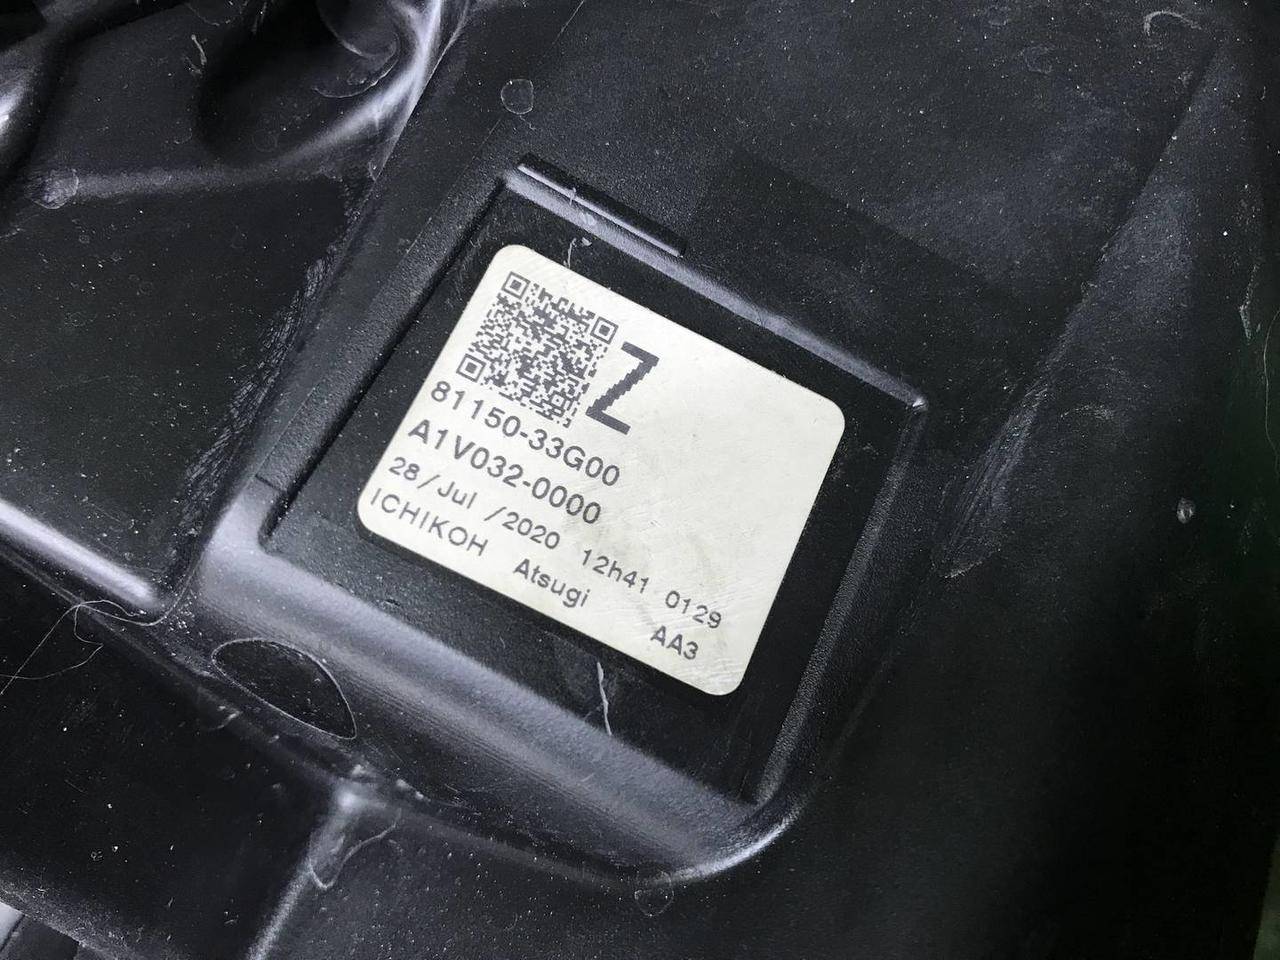 Z
81150-33G00
A1V032-0000
28/Jul /2020 12h41 0129
ICHIKOH Atsugi AA3